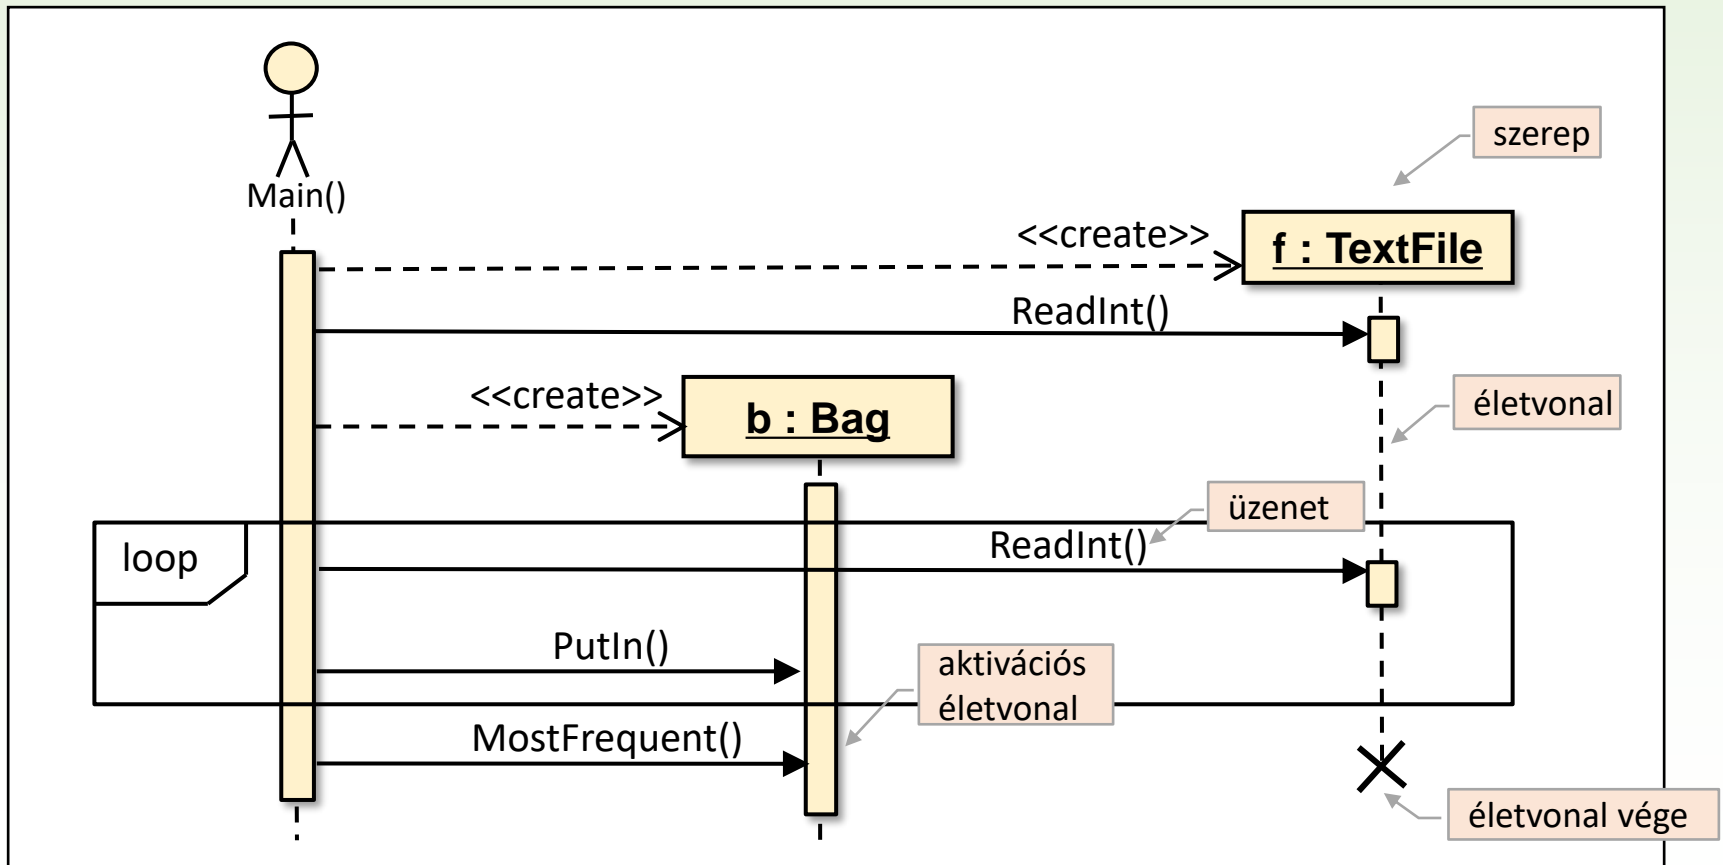 szerep
Main()
<<create>>
f : TextFile
ReadInt()
<<create>>
b : Bag
életvonal
üzenet
loop
ReadInt()
PutIn()
aktivációs
életvonal
MostFrequent()
életvonal vége